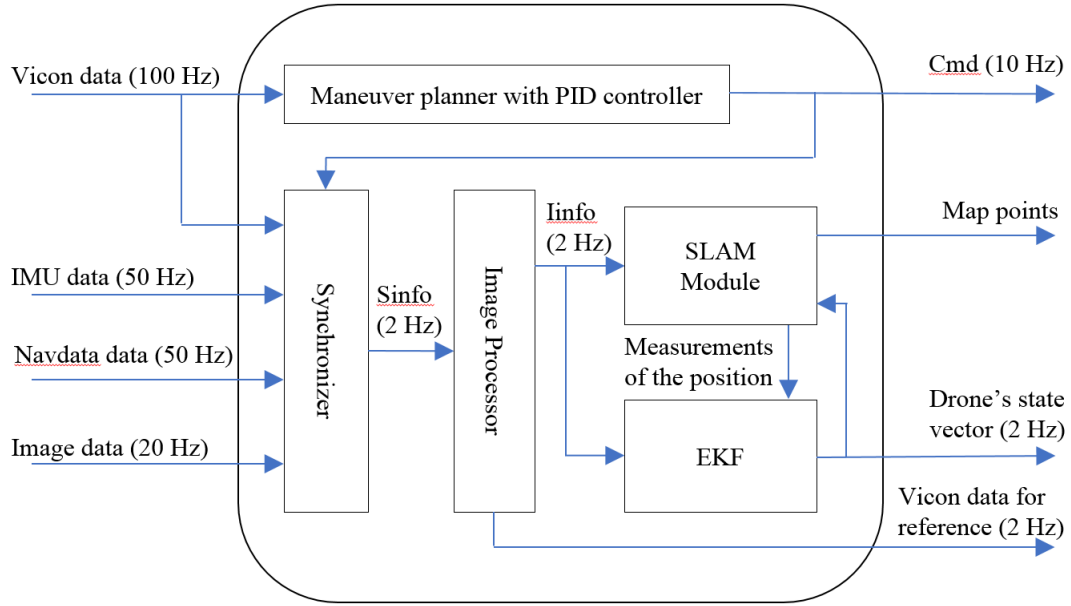 Vicon data (100 Hz)
Maneuver planner with PID controller
Cmd (10 Hz)
IMU data (50 Hz)
Navdata data (50 Hz)
Image data (20 Hz)
Synchronizer
Sinfo
(2 Hz)
Image Processor
Iinfo
(2 Hz)
SLAM
Module
Map points
Measurements
of the position
EKF
Drone’s state
vector (2 Hz)
Vicon data for
reference (2 Hz)